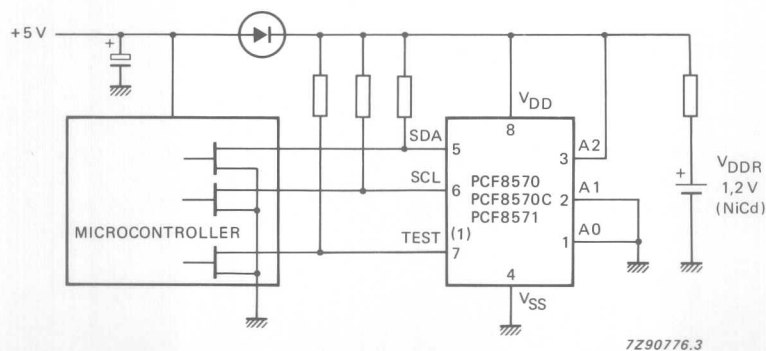 +5 V
+
SDA
SCL
TEST
(1)
MICROCONTROLLER
5
6
7
V DD
8
PCF8570
PCF8570C
PCF8571
4
V SS
3
2
1
A2
A1
A0
+
V DDR
1,2 V
(NiCd)
7Z90776.3